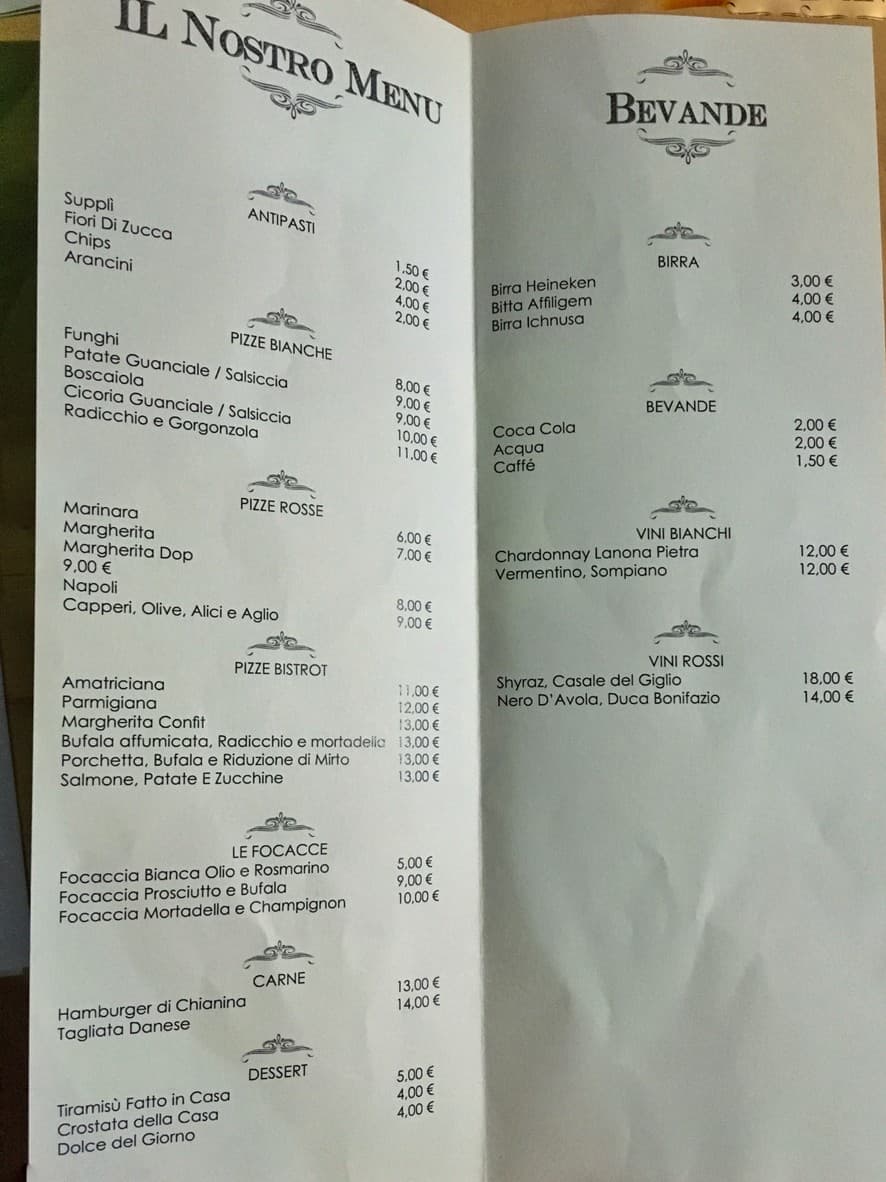 IL NOSTRO MENU
ANTIPASTI
Supplì 1,50 €
Fiori Di Zucca 2,00 €
Chips 4,00 €
Arancini 2,00 €
PIZZE BIANCHE
Funghi 8,00 €
Patate Guanciale / Salsiccia 9,00 €
Boscaiola 9,00 €
Cicoria Guanciale / Salsiccia 10,00 €
Radicchio e Gorgonzola 11,00 €
PIZZE ROSSE
Marinara 6,00 €
Margherita 7,00 €
Margherita Dop
9,00 €
Napoli 8,00 €
Capperi, Olive, Alici e Aglio 9,00 €
PIZZE BISTROT
Amatriciana 11,00 €
Parmigiana 12,00 €
Margherita Confit 13,00 €
Bufala affumicata, Radicchio e mortadella 13,00 €
Porchetta, Bufala e Riduzione di Mirto 13,00 €
Salmone, Patate E Zucchine 13,00 €
LE FOCACCE
Focaccia Bianca Olio e Rosmarino 5,00 €
Focaccia Prosciutto e Bufala 9,00 €
Focaccia Mortadella e Champignon 10,00 €
CARNE
Hamburger di Chianina 13,00 €
Tagliata Danese 14,00 €
DESSERT
Tiramisù Fatto in Casa 5,00 €
Crostata della Casa 4,00 €
Dolce del Giorno 4,00 €
BEVANDE
BIRRA
Birra Heineken 3,00 €
Bitta Affiligem 4,00 €
Birra Ichnusa 4,00 €
BEVANDE
Coca Cola 2,00 €
Acqua 2,00 €
Caffé 1,50 €
VINI BIANCHI
Chardonnay Lanona Pietra 12,00 €
Vermentino, Sompiano 12,00 €
VINI ROSSI
Shyraz, Casale del Giglio 18,00 €
Nero D'Avola, Duca Bonifazio 14,00 €